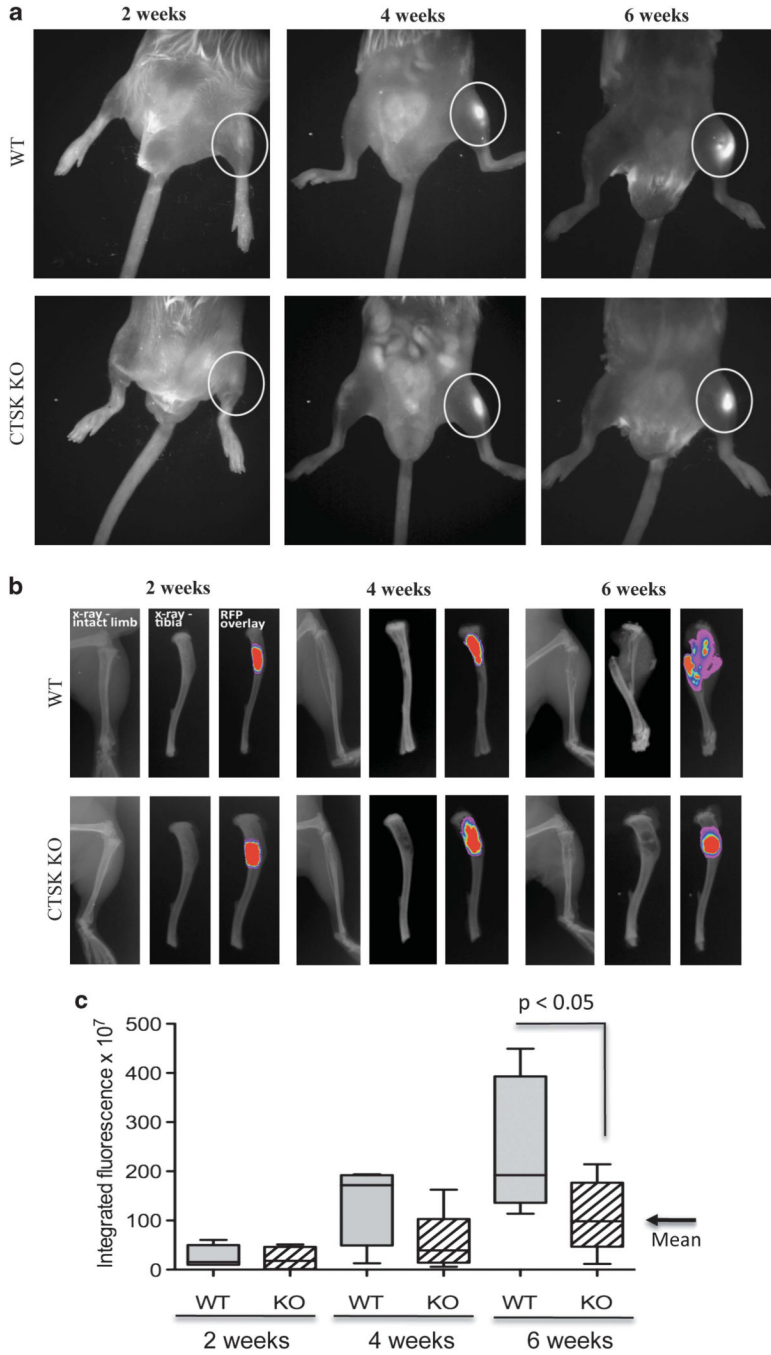 a
2 weeks 4 weeks 6 weeks
WT
CTSK KO
b
2 weeks 4 weeks 6 weeks
x-ray - intact limb
x-ray - tibia
RFP overlay
WT
CTSK KO
c
p < 0.05
Integrated fluorescence x 10⁷
500
400
300
200
100
0
Mean
WT KO WT KO WT KO
2 weeks 4 weeks 6 weeks